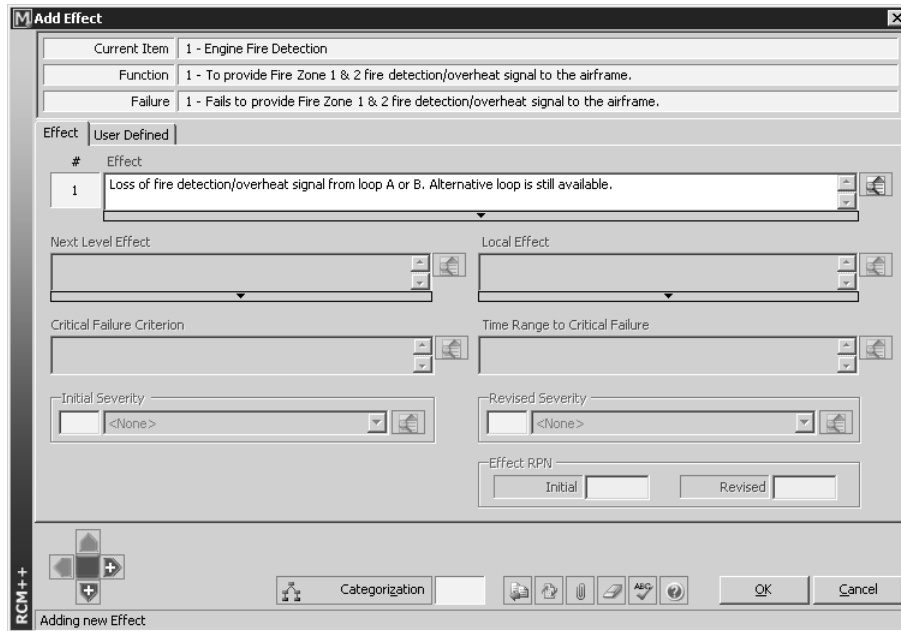 M Add Effect
Current Item 1 - Engine Fire Detection
Function 1 - To provide Fire Zone 1 & 2 fire detection/overheat signal to the airframe.
Failure 1 - Fails to provide Fire Zone 1 & 2 fire detection/overheat signal to the airframe.
Effect User Defined
# Effect
1 Loss of fire detection/overheat signal from loop A or B. Alternative loop is still available.
Next Level Effect Local Effect
Critical Failure Criterion Time Range to Critical Failure
Initial Severity Revised Severity
<None> <None>
Effect RPN
Initial Revised
Categorization ABC OK Cancel
RCM++
Adding new Effect